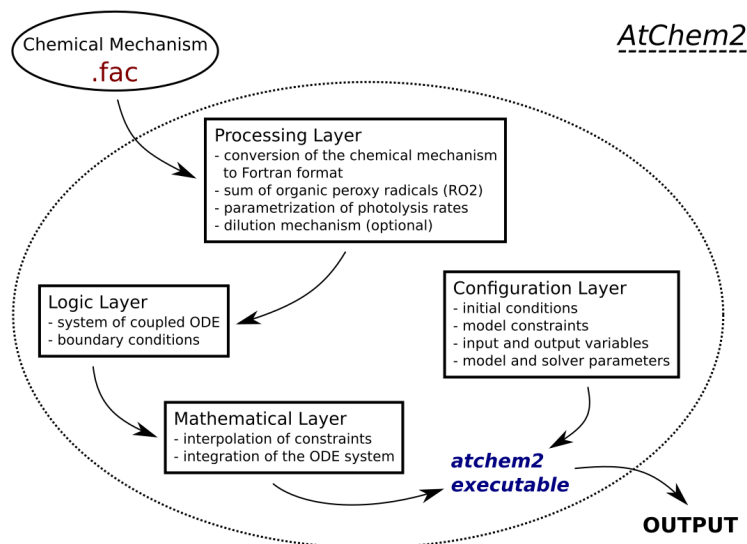 AtChem2
Chemical Mechanism
.fac
Processing Layer
- conversion of the chemical mechanism
to Fortran format
- sum of organic peroxy radicals (RO2)
- parametrization of photolysis rates
- dilution mechanism (optional)
Logic Layer
- system of coupled ODE
- boundary conditions
Configuration Layer
- initial conditions
- model constraints
- input and output variables
- model and solver parameters
Mathematical Layer
- interpolation of constraints
- integration of the ODE system
atchem2
executable
OUTPUT